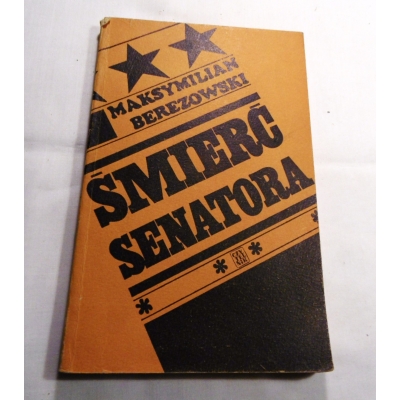 MAKSYMILIAN
BEREZOWSKI
ŚMIERĆ
SENATORA